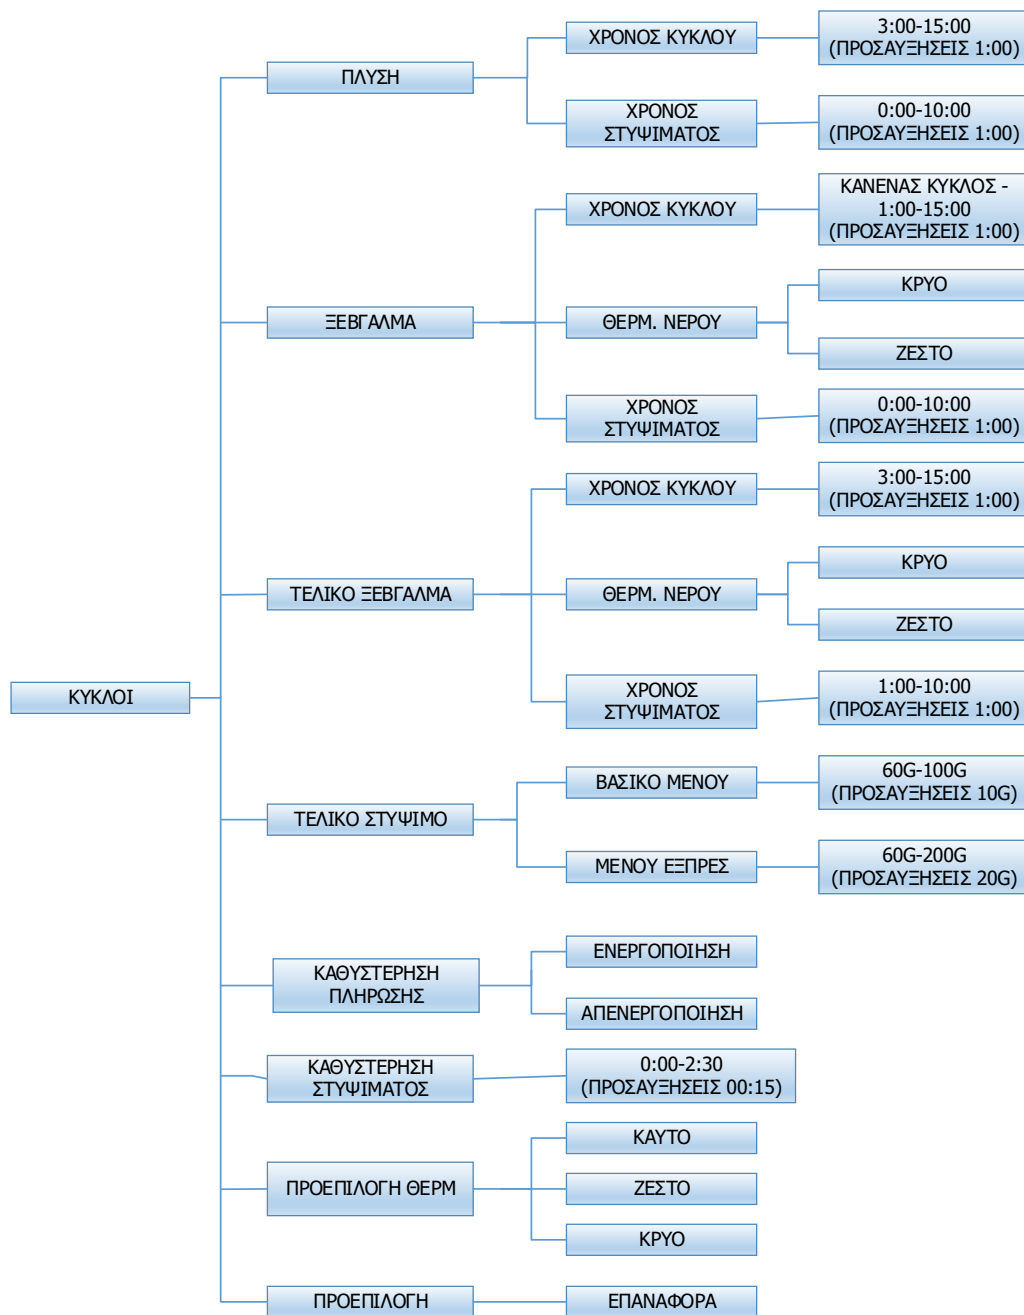 ΚΥΚΛΟΙ
ΠΛΥΣΗ
ΧΡΟΝΟΣ ΚΥΚΛΟΥ
3:00-15:00
(ΠΡΟΣΑΥΞΗΣΕΙΣ 1:00)
ΧΡΟΝΟΣ
ΣΤΥΨΙΜΑΤΟΣ
0:00-10:00
(ΠΡΟΣΑΥΞΗΣΕΙΣ 1:00)
ΞΕΒΓΑΛΜΑ
ΧΡΟΝΟΣ ΚΥΚΛΟΥ
ΚΑΝΕΝΑΣ ΚΥΚΛΟΣ -
1:00-15:00
(ΠΡΟΣΑΥΞΗΣΕΙΣ 1:00)
ΘΕΡΜ. ΝΕΡΟΥ
ΚΡΥΟ
ΖΕΣΤΟ
ΧΡΟΝΟΣ
ΣΤΥΨΙΜΑΤΟΣ
0:00-10:00
(ΠΡΟΣΑΥΞΗΣΕΙΣ 1:00)
ΤΕΛΙΚΟ ΞΕΒΓΑΛΜΑ
ΧΡΟΝΟΣ ΚΥΚΛΟΥ
3:00-15:00
(ΠΡΟΣΑΥΞΗΣΕΙΣ 1:00)
ΘΕΡΜ. ΝΕΡΟΥ
ΚΡΥΟ
ΖΕΣΤΟ
ΧΡΟΝΟΣ
ΣΤΥΨΙΜΑΤΟΣ
1:00-10:00
(ΠΡΟΣΑΥΞΗΣΕΙΣ 1:00)
ΤΕΛΙΚΟ ΣΤΥΨΙΜΟ
ΒΑΣΙΚΟ ΜΕΝΟΥ
60G-100G
(ΠΡΟΣΑΥΞΗΣΕΙΣ 10G)
ΜΕΝΟΥ ΕΞΠΡΕΣ
60G-200G
(ΠΡΟΣΑΥΞΗΣΕΙΣ 20G)
ΚΑΘΥΣΤΕΡΗΣΗ
ΠΛΗΡΩΣΗΣ
ΕΝΕΡΓΟΠΟΙΗΣΗ
ΑΠΕΝΕΡΓΟΠΟΙΗΣΗ
ΚΑΘΥΣΤΕΡΗΣΗ
ΣΤΥΨΙΜΑΤΟΣ
0:00-2:30
(ΠΡΟΣΑΥΞΗΣΕΙΣ 00:15)
ΠΡΟΕΠΙΛΟΓΗ ΘΕΡΜ
ΚΑΥΤΟ
ΖΕΣΤΟ
ΚΡΥΟ
ΠΡΟΕΠΙΛΟΓΗ
ΕΠΑΝΑΦΟΡΑ